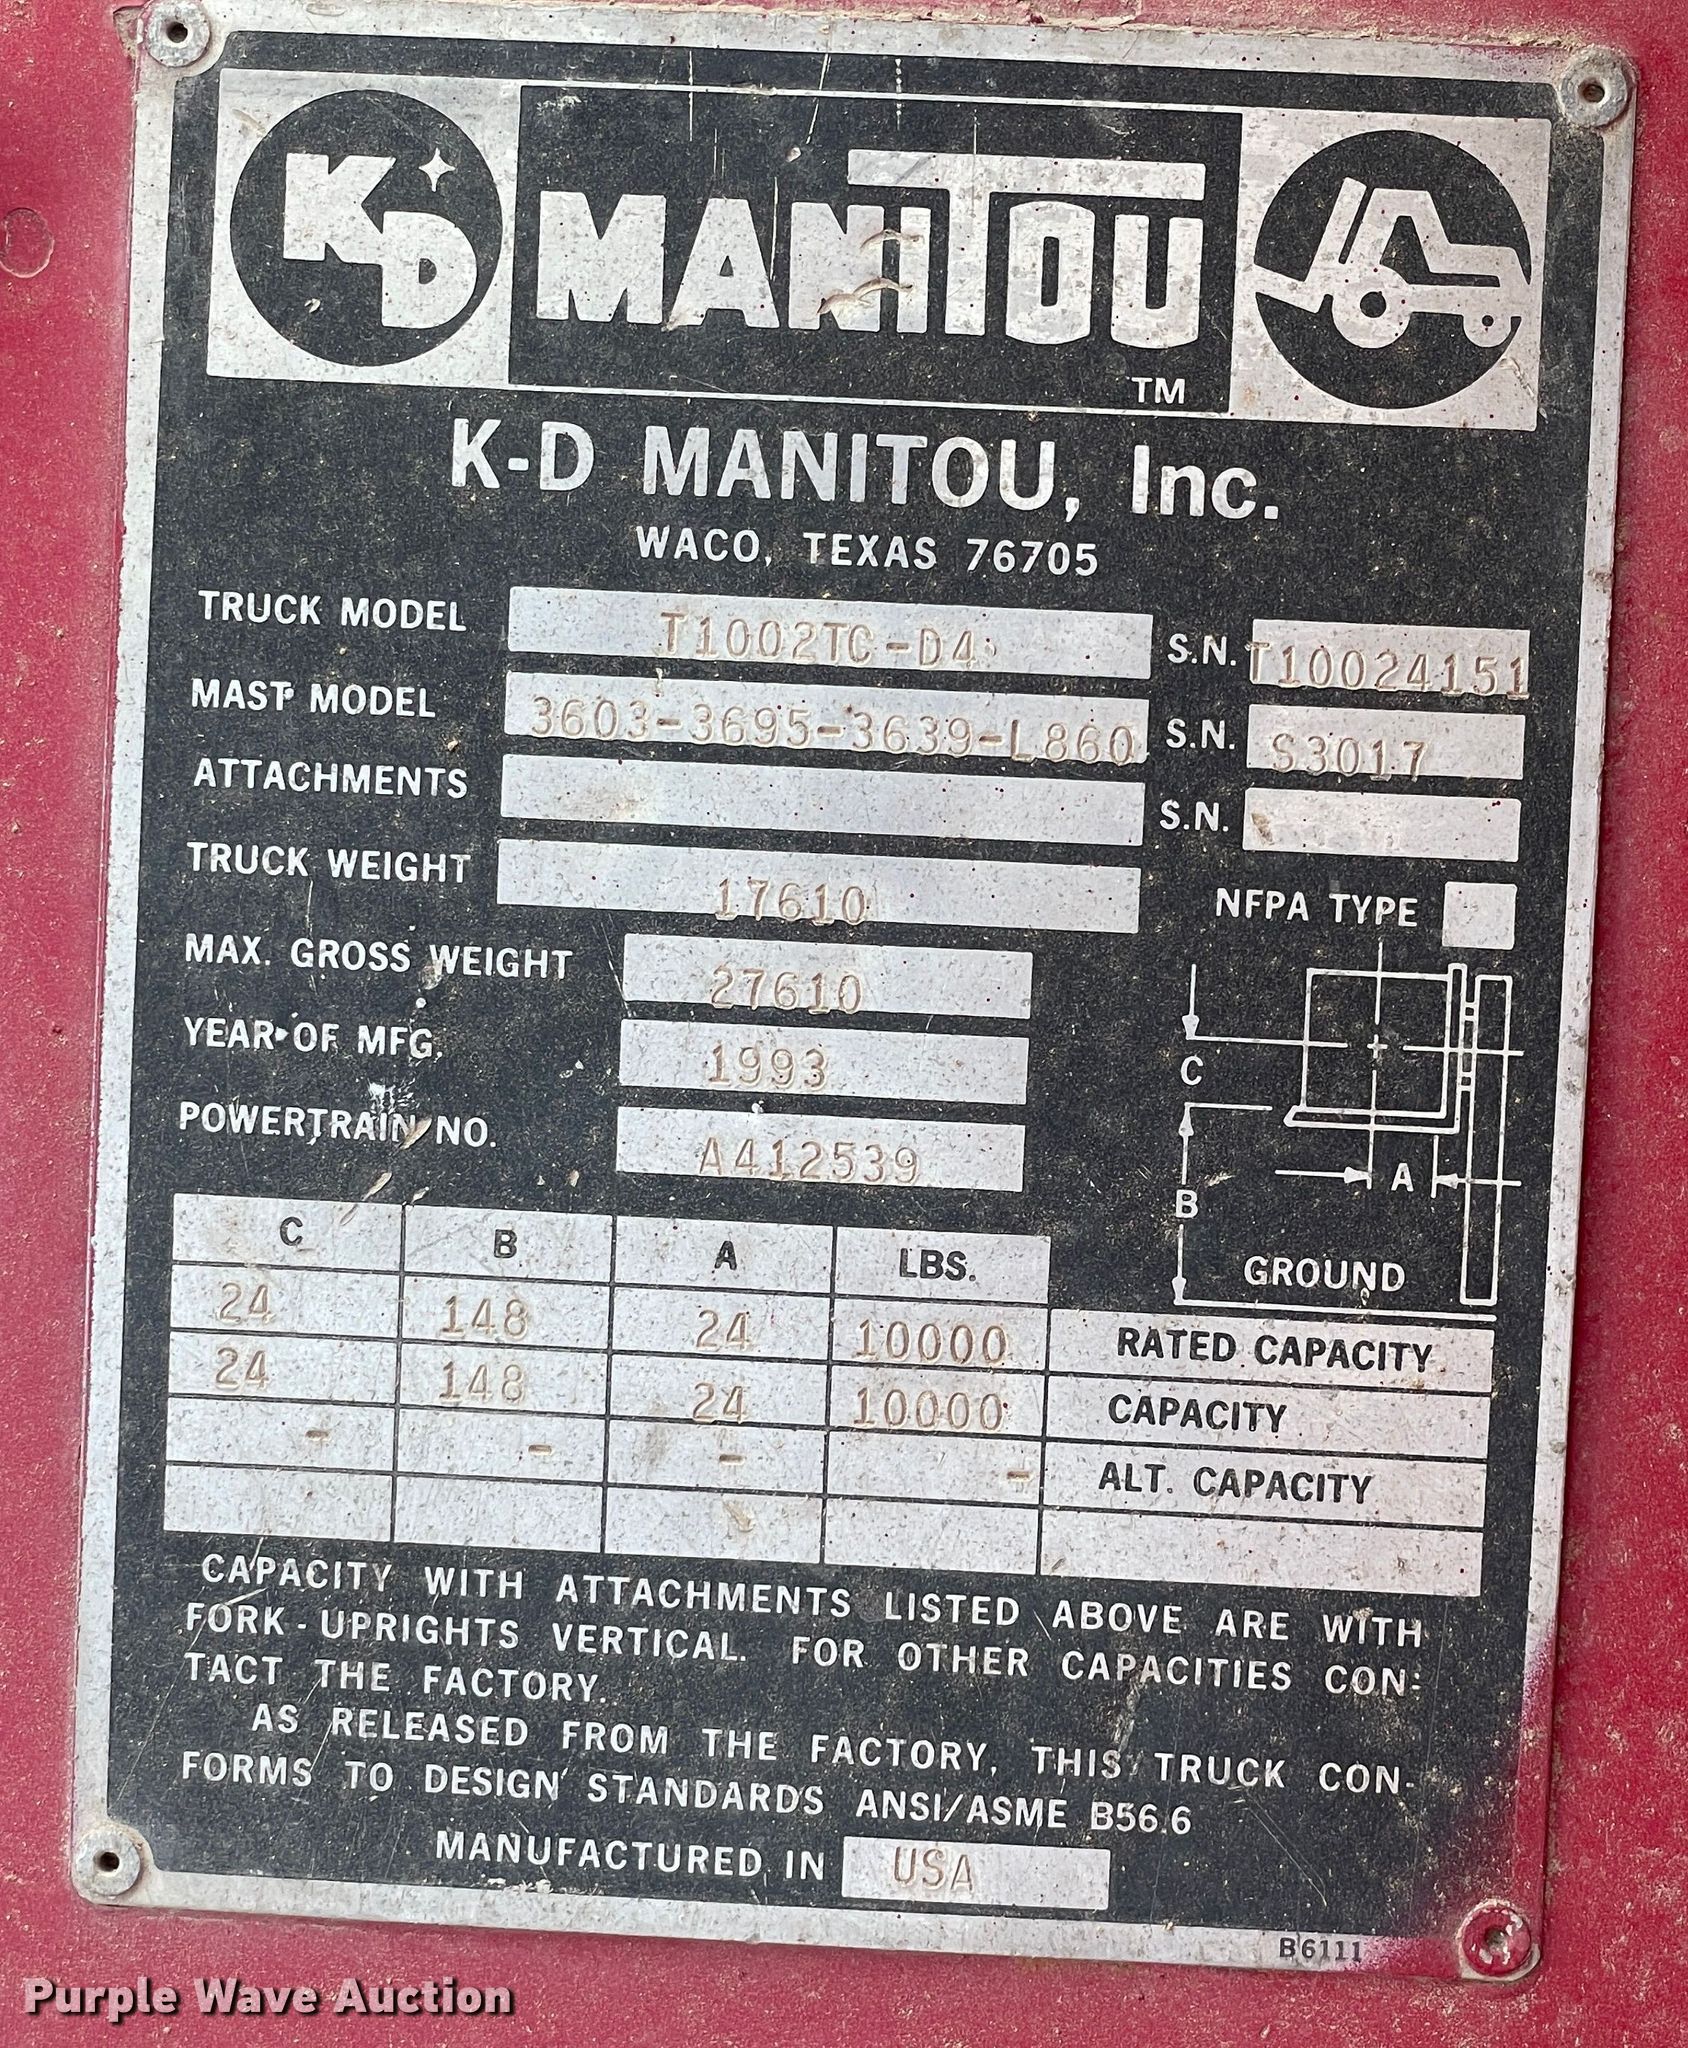 KD MANITOU
TM
K-D MANITOU, Inc.
WACO, TEXAS 76705
TRUCK MODEL T1002TC-D4 S.N. T10024151
MAST MODEL 3603-3695-3639-L860 S.N. S3017
ATTACHMENTS S.N.
TRUCK WEIGHT 17610
NFPA TYPE
MAX. GROSS WEIGHT 27610
YEAR OF MFG. 1993
POWERTRAIN NO. A412539
C
A
B
GROUND
C B A LBS.
24 148 24 10000 RATED CAPACITY
24 148 24 10000 CAPACITY
- - - - ALT. CAPACITY
CAPACITY WITH ATTACHMENTS LISTED ABOVE ARE WITH
FORK-UPRIGHTS VERTICAL. FOR OTHER CAPACITIES CON-
TACT THE FACTORY.
AS RELEASED FROM THE FACTORY, THIS TRUCK CON-
FORMS TO DESIGN STANDARDS ANSI/ASME B56.6
MANUFACTURED IN USA
B6111
Purple Wave Auction